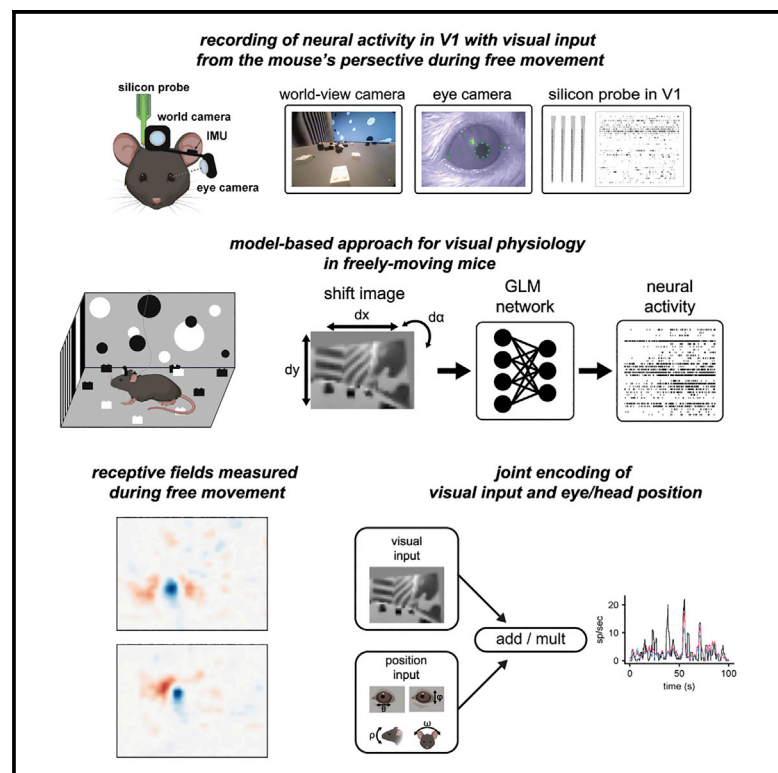 recording of neural activity in V1 with visual input
from the mouse's persective during free movement
silicon probe
world camera
IMU
eye camera
world-view camera
eye camera
silicon probe in V1
model-based approach for visual physiology
in freely-moving mice
shift image
dx
dα
dy
GLM
network
neural
activity
receptive fields measured
during free movement
joint encoding of
visual input and eye/head position
visual
input
position
input
θ
φ
ρ
ω
add / mult
sp/sec
20
10
0
0
50
100
time (s)